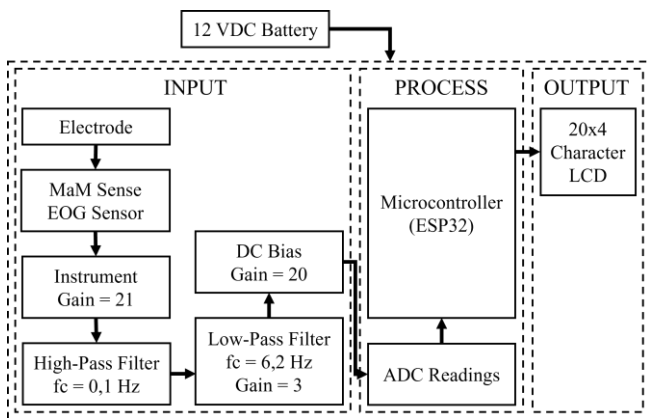 12 VDC Battery
INPUT
PROCESS
OUTPUT
Electrode
MaM Sense
EOG Sensor
Instrument
Gain = 21
High-Pass Filter
fc = 0,1 Hz
DC Bias
Gain = 20
Low-Pass Filter
fc = 6,2 Hz
Gain = 3
Microcontroller
(ESP32)
ADC Readings
20x4
Character
LCD